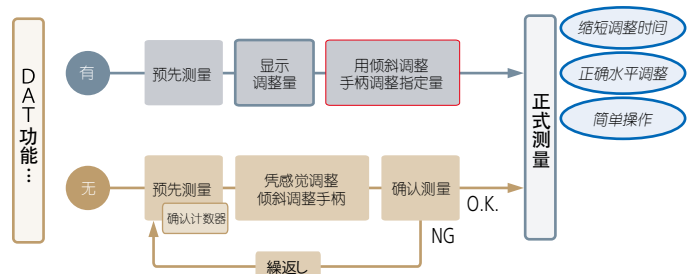 DAT功能…
有
预先测量
显示
调整量
用倾斜调整
手柄调整指定量
无
预先测量
确认计数器
凭感觉调整
倾斜调整手柄
确认测量
O.K.
NG
繰返し
正式测量
缩短调整时间
正确水平调整
简单操作